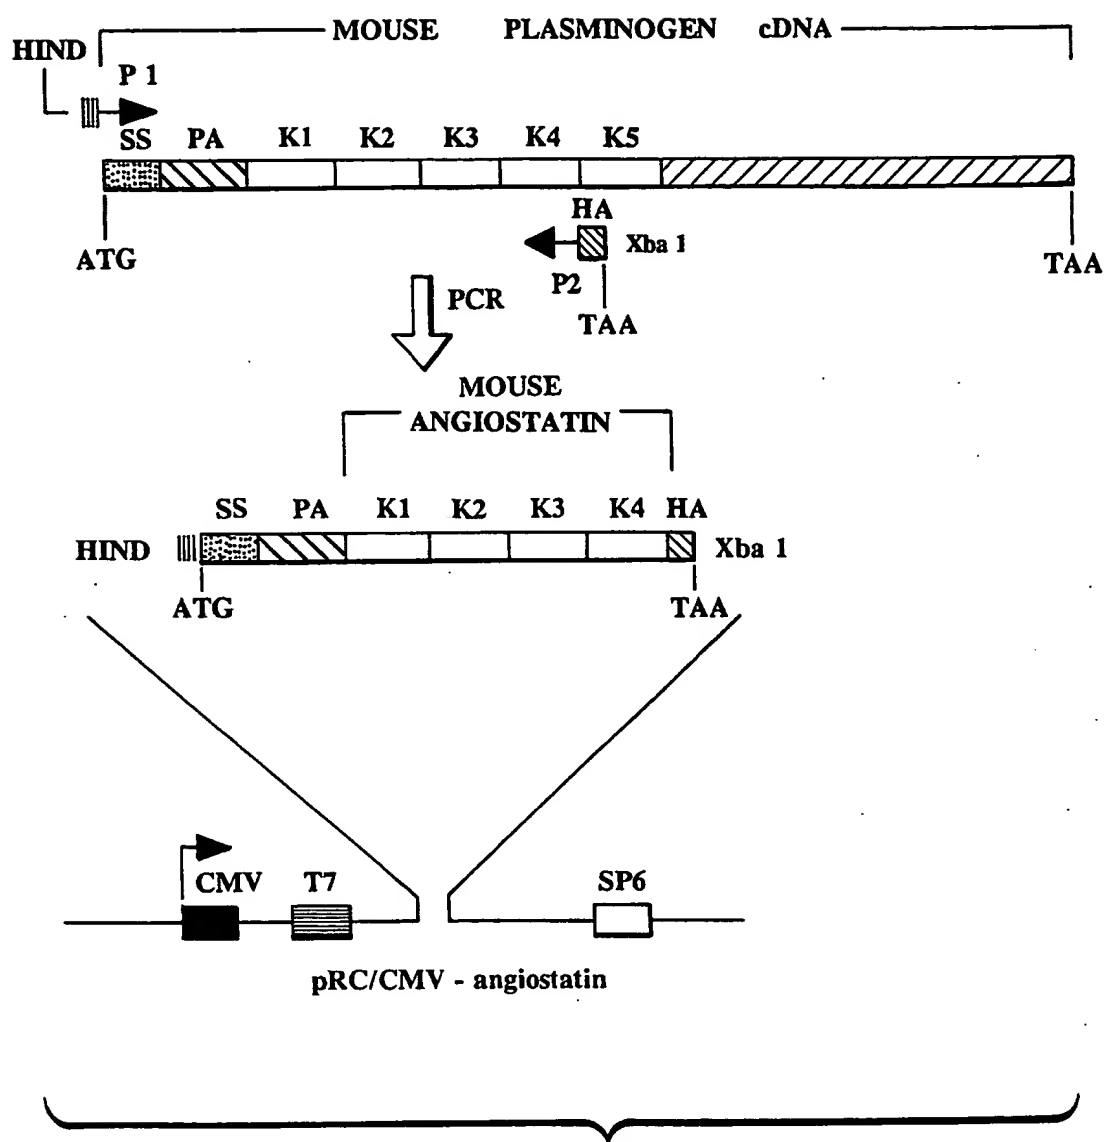 MOUSE PLASMINOGEN cDNA
HIND
P 1
SS PA K1 K2 K3 K4 K5
HA
Xba 1
ATG
P2
TAA
TAA
PCR
MOUSE
ANGIOSTATIN
SS PA K1 K2 K3 K4 HA
HIND
Xba 1
ATG
TAA
CMV T7 SP6
pRC/CMV - angiostatin